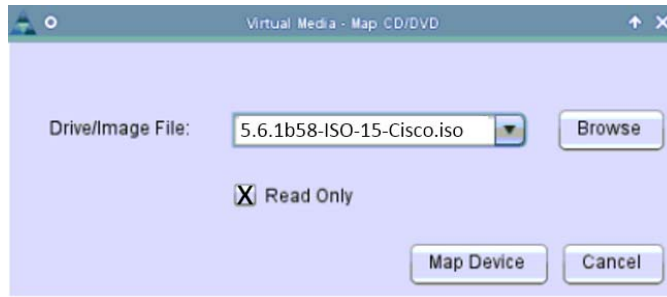 Virtual Media - Map CD/DVD
Drive/Image File: 5.6.1b58-ISO-15-Cisco.iso Browse
X Read Only
Map Device Cancel